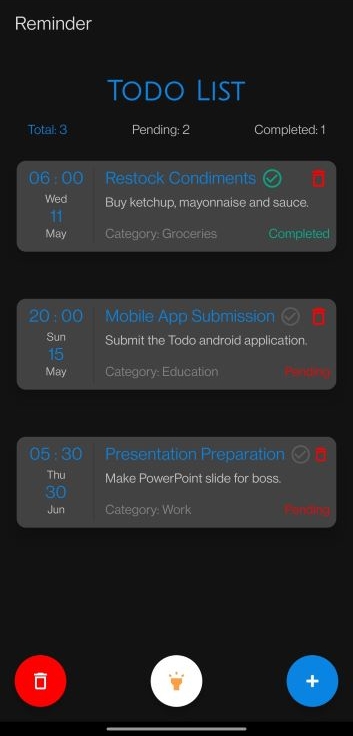 Reminder
TODO LIST
Total: 3 Pending: 2 Completed: 1
06 : 00 Restock Condiments
Wed Buy ketchup, mayonnaise and sauce.
11
May Category: Groceries Completed
20 : 00 Mobile App Submission
Sun Submit the Todo android application.
15
May Category: Education Pending
05 : 30 Presentation Preparation
Thu Make PowerPoint slide for boss.
30
Jun Category: Work Pending